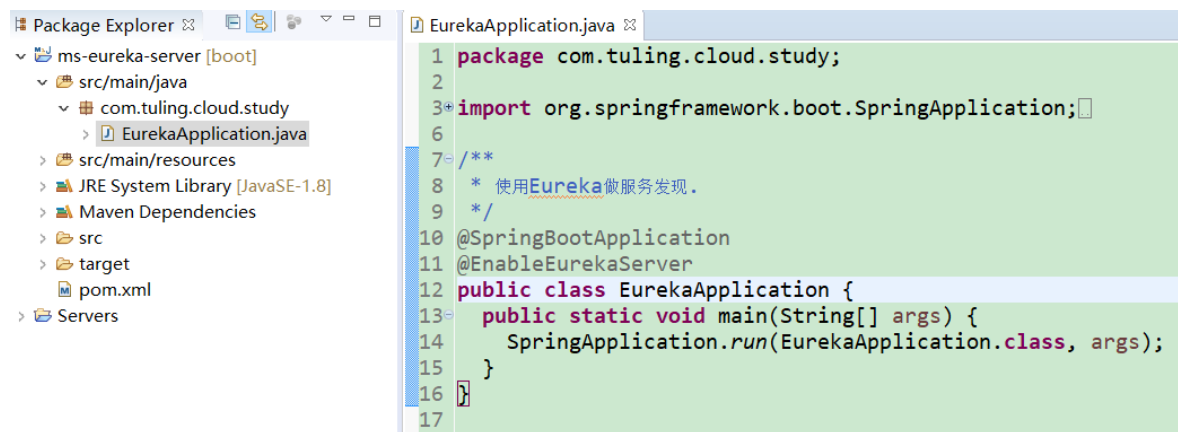 Package Explorer
ms-eureka-server [boot]
src/main/java
com.tuling.cloud.study
EurekaApplication.java
src/main/resources
JRE System Library [JavaSE-1.8]
Maven Dependencies
src
target
pom.xml
Servers
EurekaApplication.java
1 package com.tuling.cloud.study;
2
3 import org.springframework.boot.SpringApplication;
6
7 /**
8  * 使用Eureka做服务发现.
9  */
10 @SpringBootApplication
11 @EnableEurekaServer
12 public class EurekaApplication {
13   public static void main(String[] args) {
14     SpringApplication.run(EurekaApplication.class, args);
15   }
16 }
17